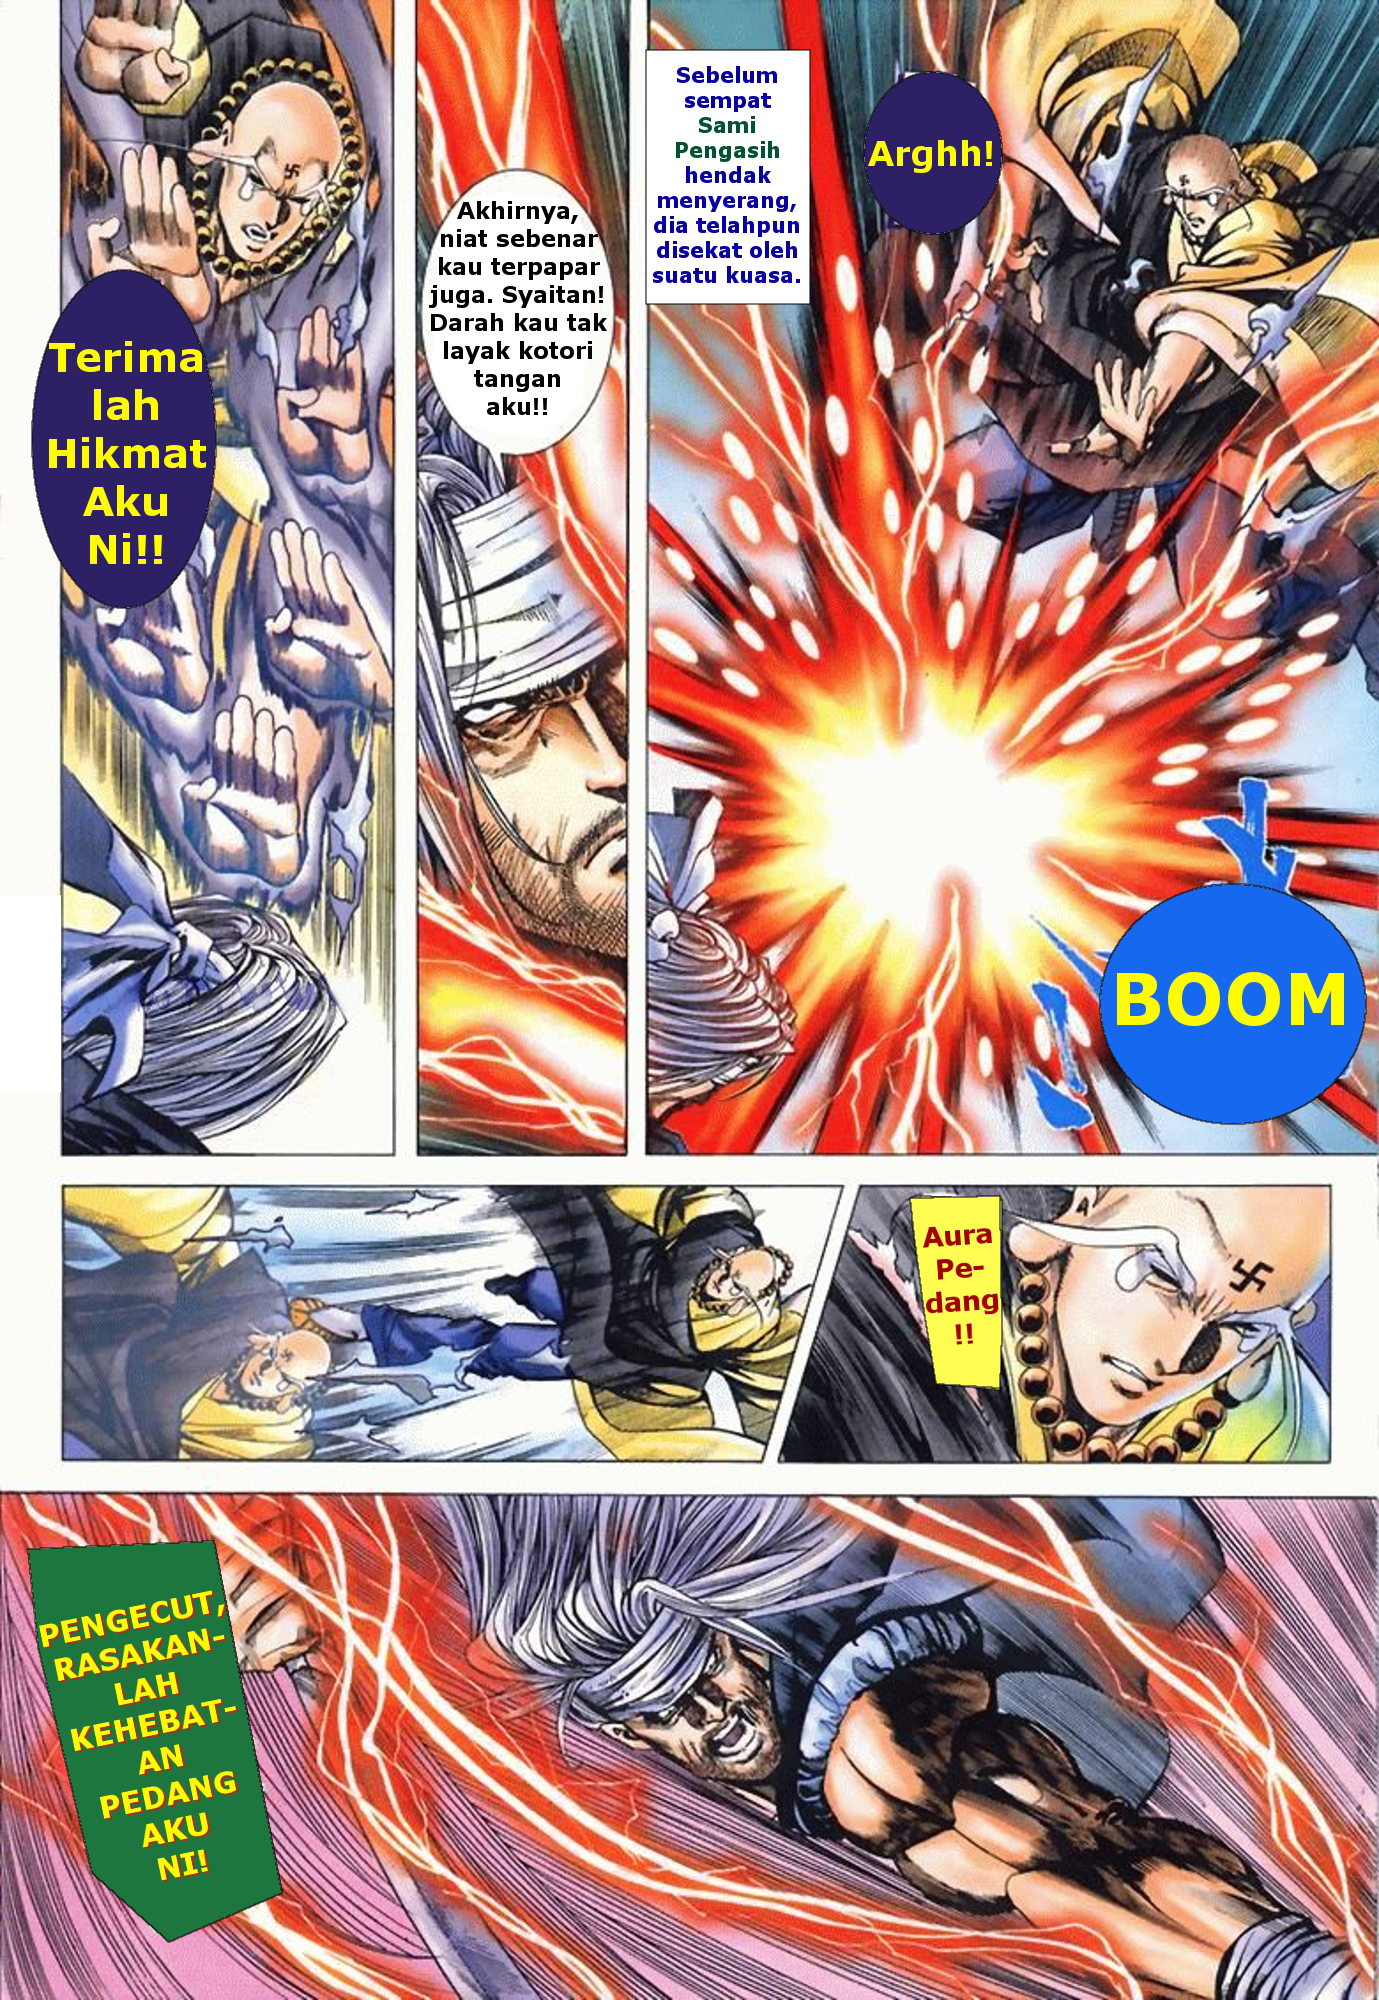 Terima
lah
Hikmat
Aku
Ni!!
Akhirnya,
niat sebenar
kau terpapar
juga. Syaitan!
Darah kau tak
layak kotori
tangan
aku!!
Sebelum
sempat
Sami
Pengasih
hendak
menyerang,
dia telahpun
disekat oleh
suatu kuasa.
Arghh!
BOOM
Aura
Pe-
dang
!!
PENGECUT,
RASAKAN-
LAH
KEHEBAT-
AN
PEDANG
AKU
NI!